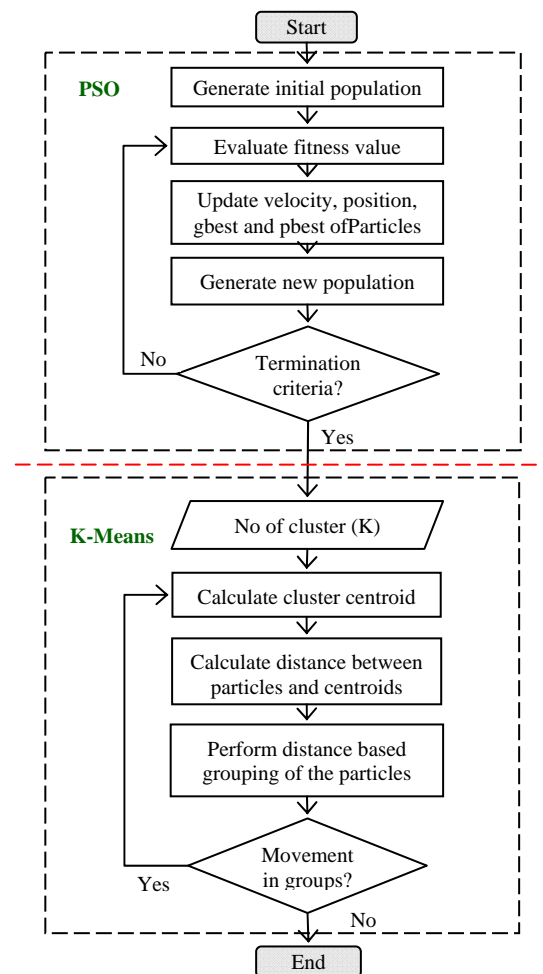 Start
PSO
Generate initial population
Evaluate fitness value
Update velocity, position,
gbest and pbest ofParticles
Generate new population
No
Termination
criteria?
Yes
No of cluster (K)
K-Means
Calculate cluster centroid
Calculate distance between
particles and centroids
Perform distance based
grouping of the particles
Movement
in groups?
Yes
No
End